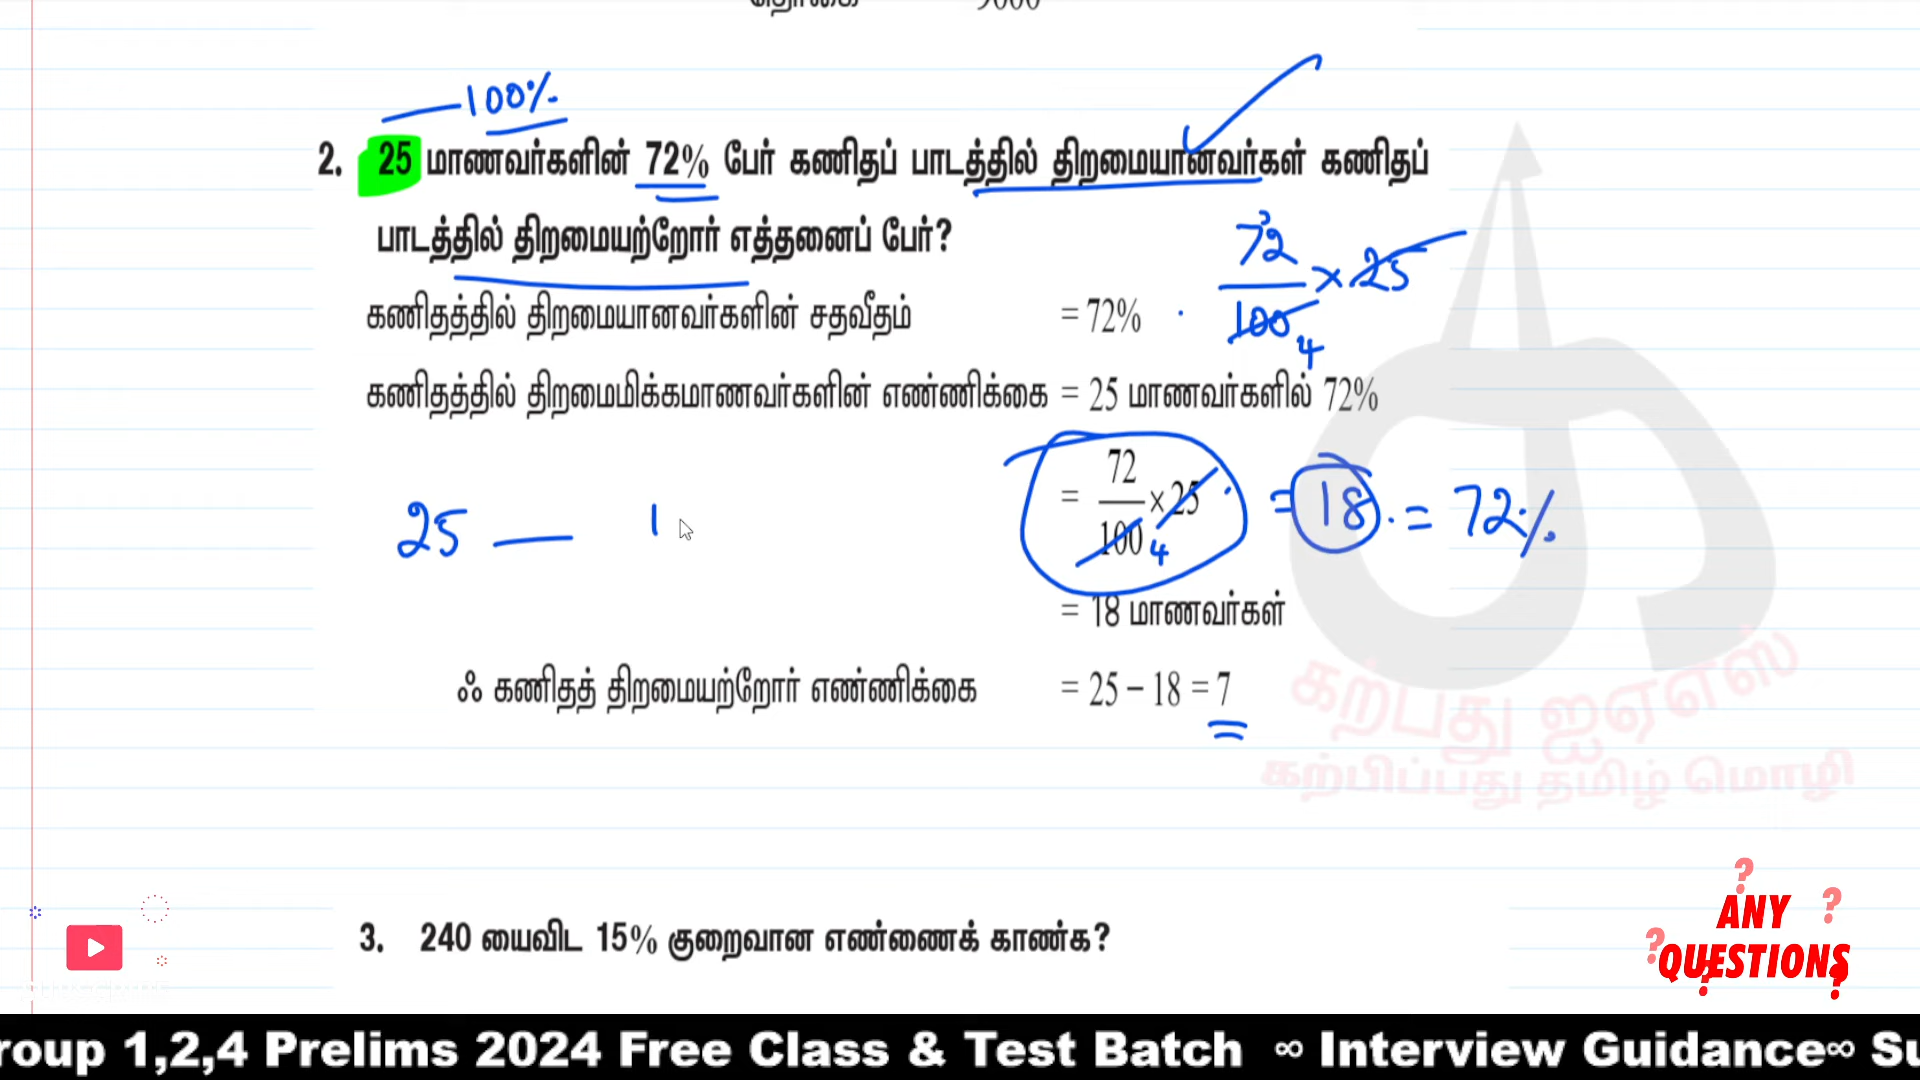 100%
2. 25 மாணவர்களின் 72% பேர் கணிதப் பாடத்தில் திறமையானவர்கள் கணிதப்
பாடத்தில் திறமையற்றோர் எத்தனைப் பேர்?
72
100 4 × 25
கணிதத்தில் திறமையானவர்களின் சதவீதம் = 72%
கணிதத்தில் திறமைமிக்கமாணவர்களின் எண்ணிக்கை = 25 மாணவர்களில் 72%
= 72/100 × 25 4 = 18 = 72%
25 — 1
= 18 மாணவர்கள்
ஃ கணிதத் திறமையற்றோர் எண்ணிக்கை = 25 – 18 = 7
கற்பது ஐஏஎஸ்
கற்பிப்பது தமிழ் மொழி
3. 240 யைவிட 15% குறைவான எண்ணைக் காண்க?
ANY
QUESTIONS
roup 1,2,4 Prelims 2024 Free Class & Test Batch ∞ Interview Guidance∞ Su